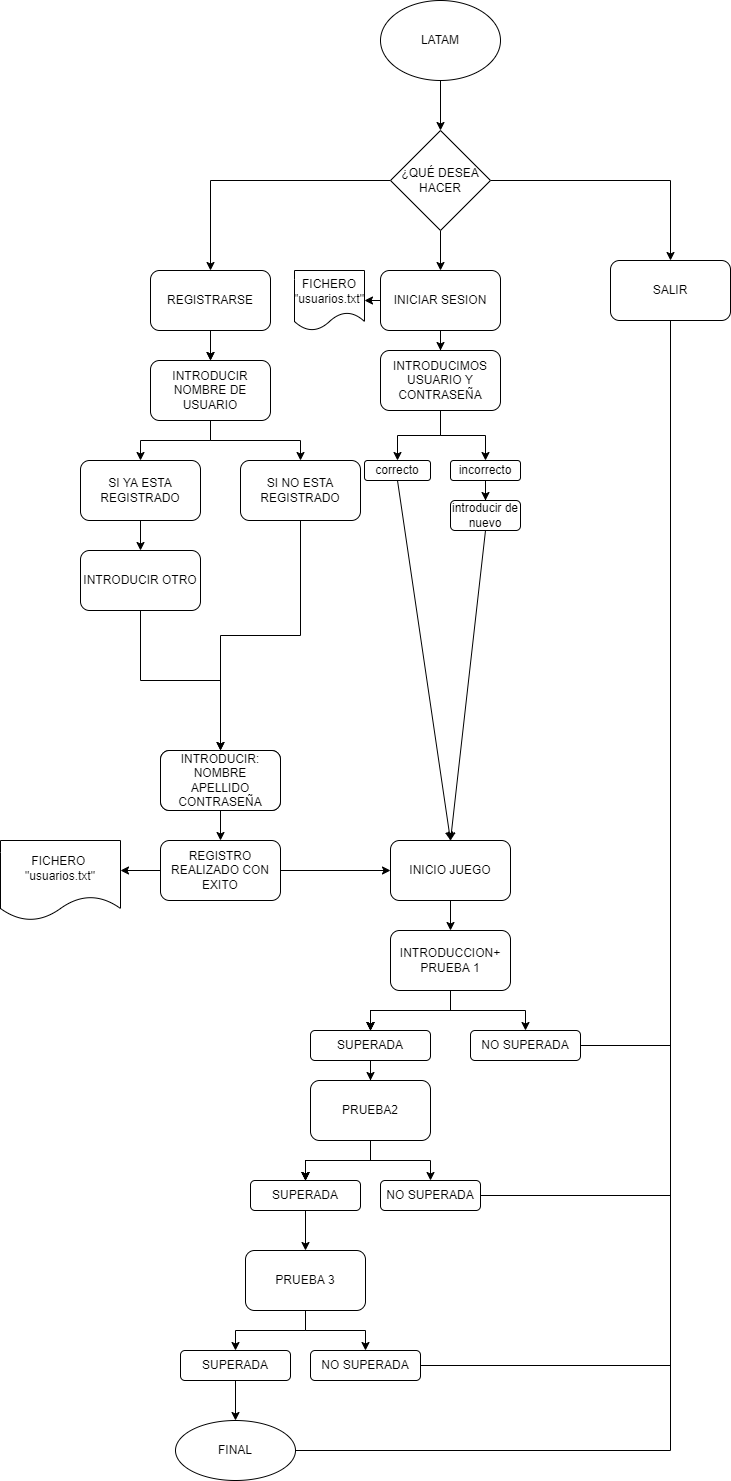 LATAM
¿QUÉ DESEA
HACER
REGISTRARSE
FICHERO
"usuarios.txt"
INICIAR SESION
SALIR
INTRODUCIR
NOMBRE DE
USUARIO
INTRODUCIMOS
USUARIO Y
CONTRASEÑA
SI YA ESTA
REGISTRADO
SI NO ESTA
REGISTRADO
correcto
incorrecto
introducir de
nuevo
INTRODUCIR OTRO
INTRODUCIR:
NOMBRE
APELLIDO
CONTRASEÑA
FICHERO
"usuarios.txt"
REGISTRO
REALIZADO CON
EXITO
INICIO JUEGO
INTRODUCCION+
PRUEBA 1
SUPERADA
NO SUPERADA
PRUEBA2
SUPERADA
NO SUPERADA
PRUEBA 3
SUPERADA
NO SUPERADA
FINAL